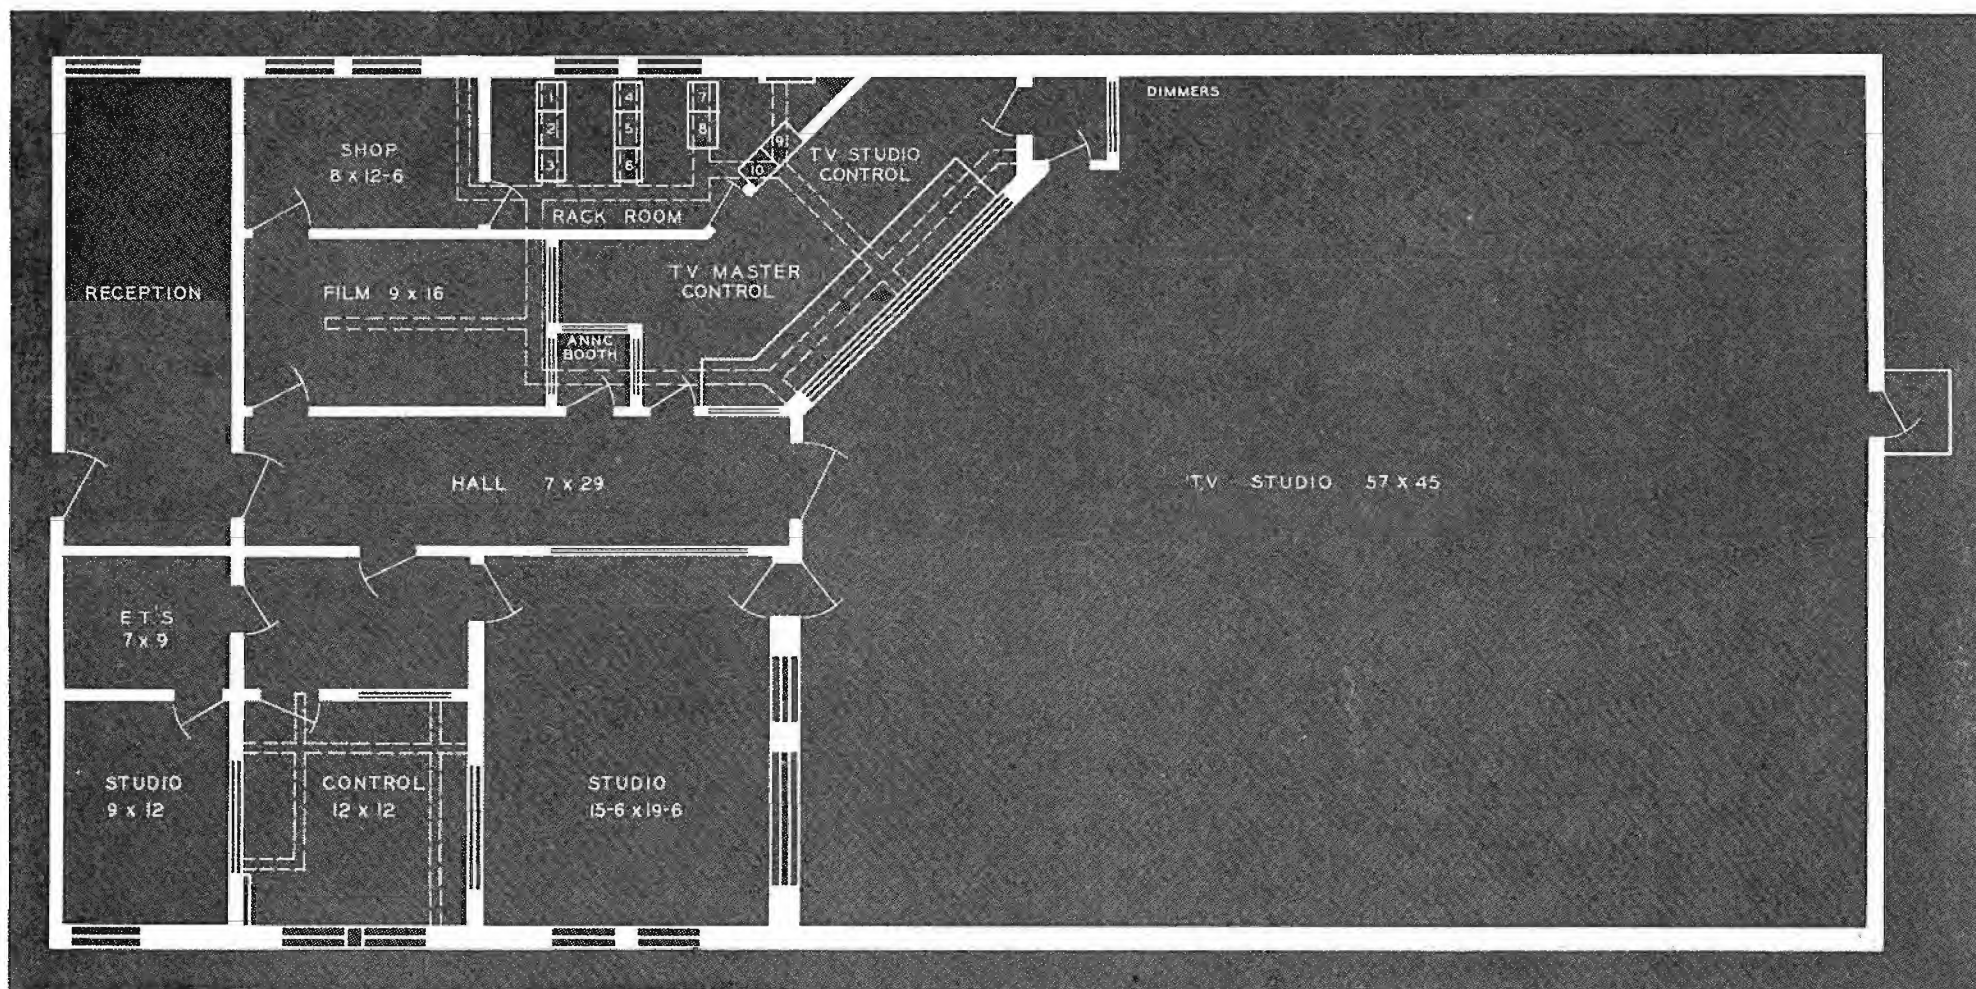 DIMMERS
1
4
7
2
5
8
3
6
9
10
SHOP
8 X 12-6
TV STUDIO
CONTROL
RACK ROOM
RECEPTION
FILM 9 X 16
TV MASTER
CONTROL
ANNC
BOOTH
HALL 7 X 29
TV STUDIO 57 X 45
ET'S
7 X 9
STUDIO
9 X 12
CONTROL
12 X 12
STUDIO
15-6 X 19-6